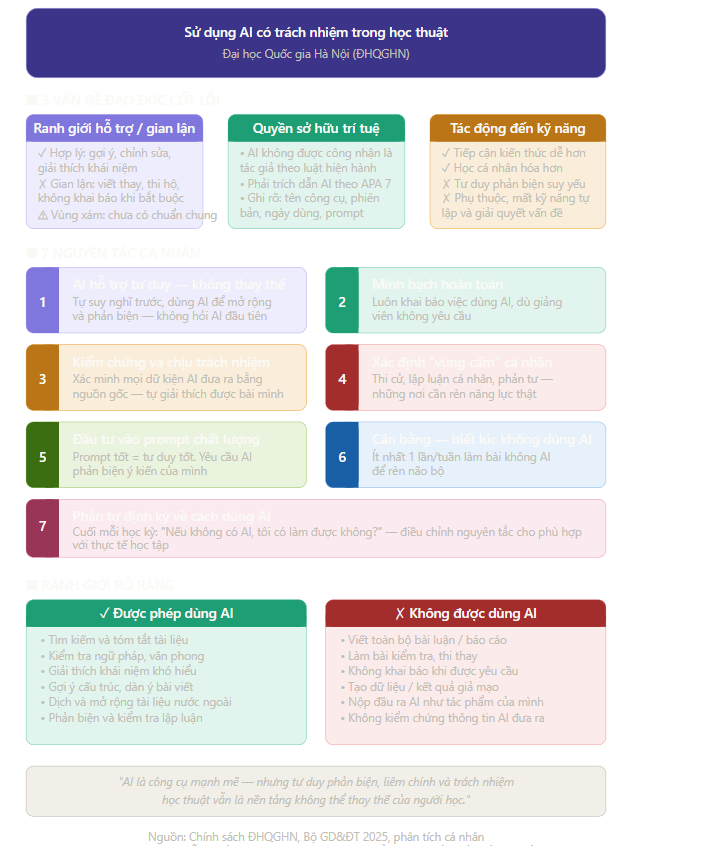 Sử dụng AI có trách nhiệm trong học thuật
Đại học Quốc gia Hà Nội (ĐHQGHN)
■ 3 VẤN ĐỀ ĐẠO ĐỨC CỐT LÕI
Ranh giới hỗ trợ / gian lận
✓ Hợp lý: gợi ý, chỉnh sửa,
giải thích khái niệm
✗ Gian lận: viết thay, thi hộ,
không khai báo khi bắt buộc
⚠ Vùng xám: chưa có chuẩn chung
Quyền sở hữu trí tuệ
• AI không được công nhận là
tác giả theo luật hiện hành
• Phải trích dẫn AI theo APA 7
• Ghi rõ: tên công cụ, phiên
bản, ngày dùng, prompt
Tác động đến kỹ năng
✓ Tiếp cận kiến thức dễ hơn
✓ Học cá nhân hóa hơn
✗ Tư duy phản biện suy yếu
✗ Phụ thuộc, mất kỹ năng tự
lập và giải quyết vấn đề
■ 7 NGUYÊN TẮC CÁ NHÂN
1
AI hỗ trợ tư duy — không thay thế
Tự suy nghĩ trước, dùng AI để mở rộng
và phản biện — không hỏi AI đầu tiên
2
Minh bạch hoàn toàn
Luôn khai báo việc dùng AI, dù giảng
viên không yêu cầu
3
Kiểm chứng và chịu trách nhiệm
Xác minh mọi dữ kiện AI đưa ra bằng
nguồn gốc — tự giải thích được bài mình
4
Xác định "vùng cấm" cá nhân
Thi cử, lập luận cá nhân, phản tư —
những nơi cần rèn năng lực thật
5
Đầu tư vào prompt chất lượng
Prompt tốt = tư duy tốt. Yêu cầu AI
phản biện ý kiến của mình
6
Cân bằng — biết lúc không dùng AI
Ít nhất 1 lần/tuần làm bài không AI
để rèn não bộ
7
Phản tư định kỳ về cách dùng AI
Cuối mỗi học kỳ: "Nếu không có AI, tôi có làm được không?" — điều chỉnh nguyên tắc cho phù hợp
với thực tế học tập
■ RANH GIỚI RÕ RÀNG
✓ Được phép dùng AI
• Tìm kiếm và tóm tắt tài liệu
• Kiểm tra ngữ pháp, văn phong
• Giải thích khái niệm khó hiểu
• Gợi ý cấu trúc, dàn ý bài viết
• Dịch và mở rộng tài liệu nước ngoài
• Phản biện và kiểm tra lập luận
✗ Không được dùng AI
• Viết toàn bộ bài luận / báo cáo
• Làm bài kiểm tra, thi thay
• Không khai báo khi được yêu cầu
• Tạo dữ liệu / kết quả giả mạo
• Nộp đầu ra AI như tác phẩm của mình
• Không kiểm chứng thông tin AI đưa ra
"AI là công cụ mạnh mẽ — nhưng tư duy phản biện, liêm chính và trách nhiệm
học thuật vẫn là nền tảng không thể thay thế của người học."
Nguồn: Chính sách ĐHQGHN, Bộ GD&ĐT 2025, phân tích cá nhân